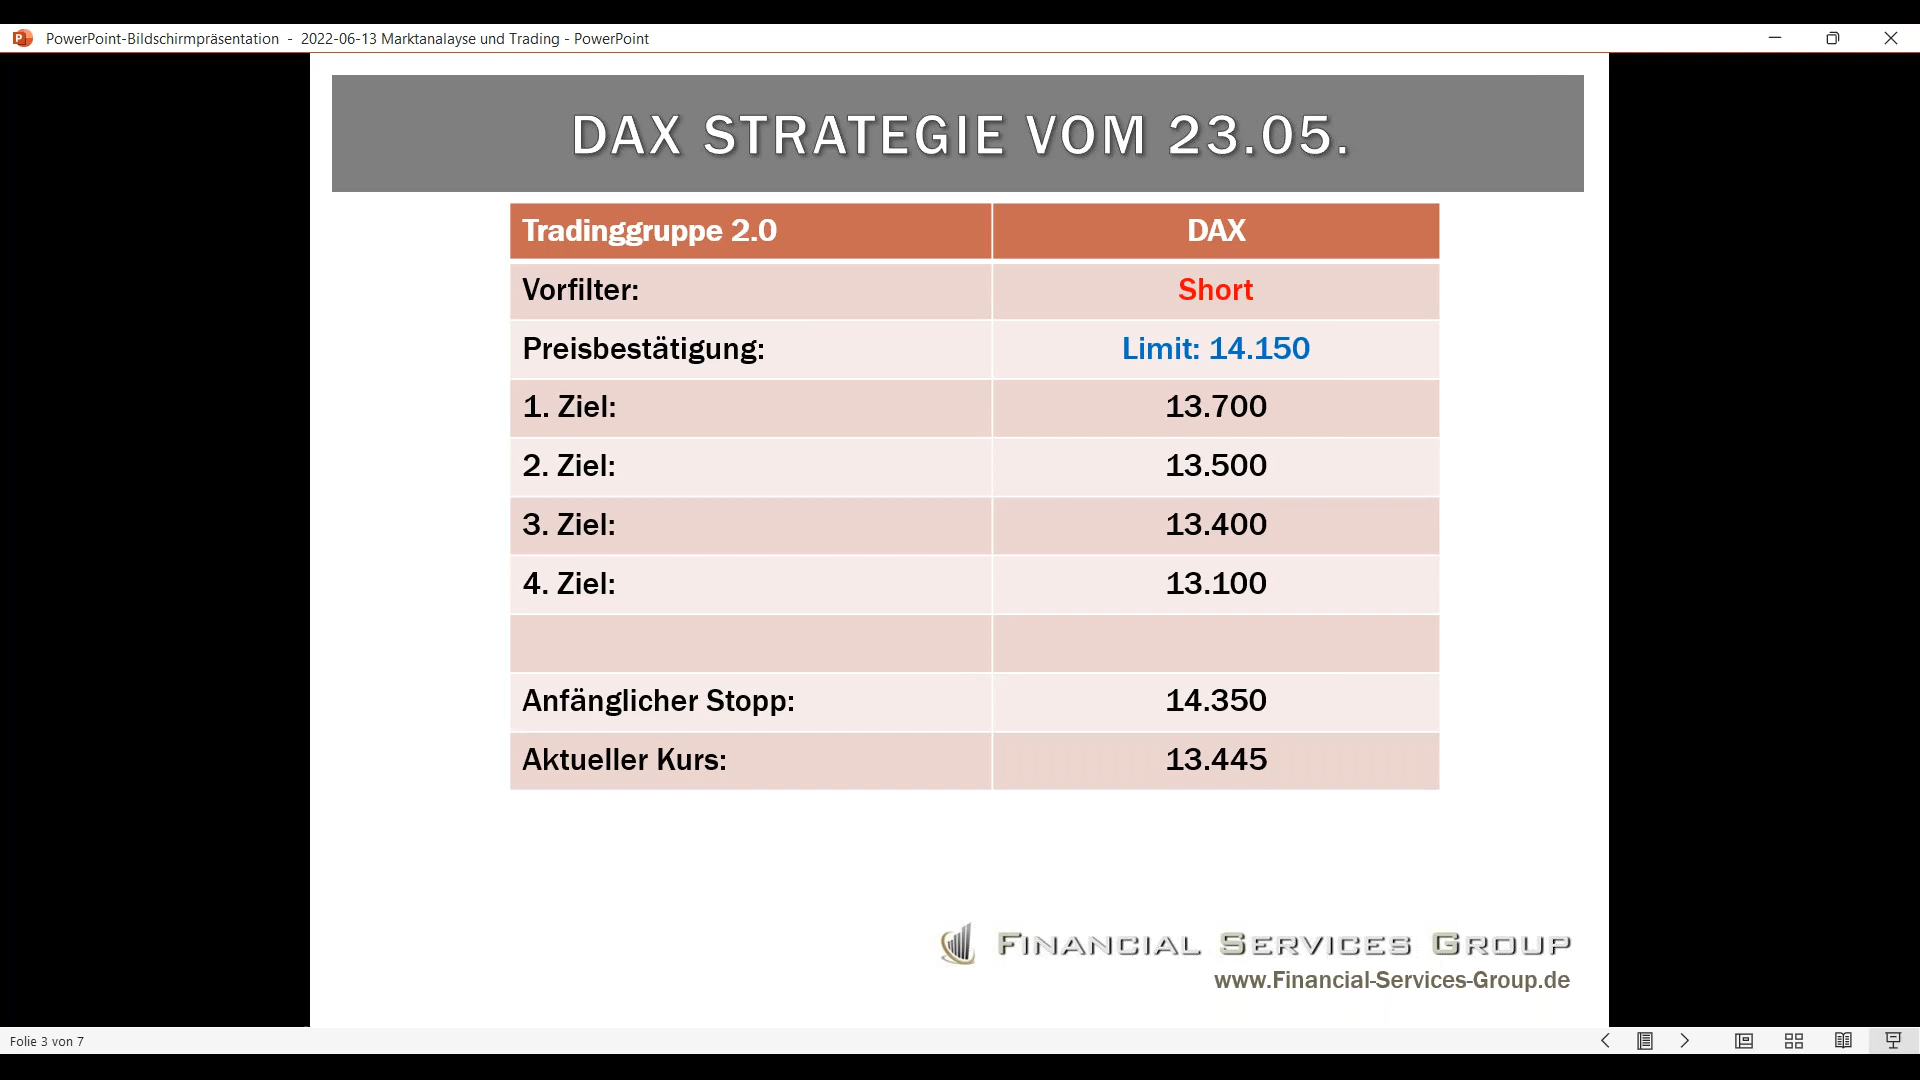 PowerPoint-Bildschirmpräsentation - 2022-06-13 Marktanalayse und Trading - PowerPoint
DAX STRATEGIE VOM 23.05.
Tradinggruppe 2.0 DAX
Vorfilter: Short
Preisbestätigung: Limit: 14.150
1. Ziel: 13.700
2. Ziel: 13.500
3. Ziel: 13.400
4. Ziel: 13.100
Anfänglicher Stopp: 14.350
Aktueller Kurs: 13.445
FINANCIAL SERVICES GROUP
www.Financial-Services-Group.de
Folie 3 von 7